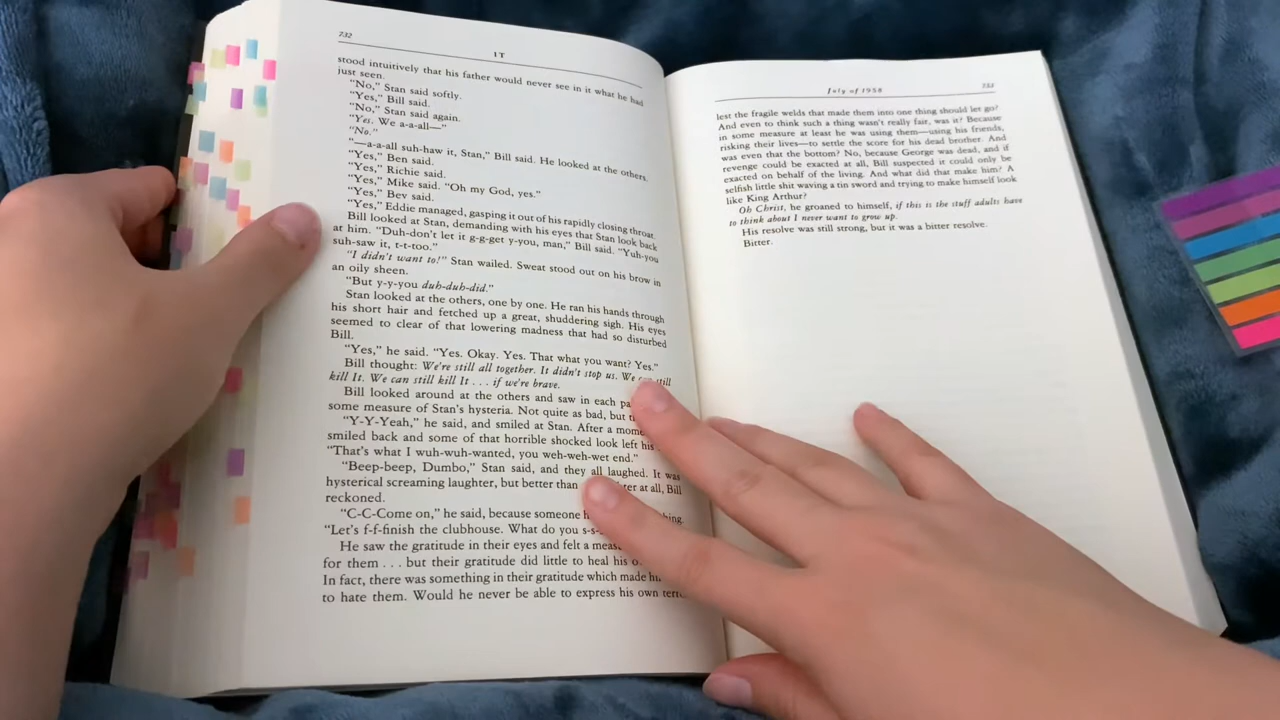 732
IT
stood intuitively that his father would never see in it what he had
just seen.
"No," Stan said softly.
"Yes," Bill said.
"No," Stan said again.
"Yes. We a-a-all—"
"No."
"—a-a-all suh-haw it, Stan," Bill said. He looked at the others.
"Yes," Ben said.
"Yes," Richie said.
"Yes," Mike said. "Oh my God, yes."
"Yes," Bev said.
"Yes," Eddie managed, gasping it out of his rapidly closing throat.
Bill looked at Stan, demanding with his eyes that Stan look back
at him. "Duh-don't let it g-g-get y-you, man," Bill said. "Yuh-you
suh-saw it, t-t-too."
"I didn't want to!" Stan wailed. Sweat stood out on his brow in
an oily sheen.
"But y-y-you duh-duh-did."
Stan looked at the others, one by one. He ran his hands through
his short hair and fetched up a great, shuddering sigh. His eyes
seemed to clear of that lowering madness that had so disturbed
Bill.
"Yes," he said. "Yes. Okay. Yes. That what you want? Yes."
Bill thought: We're still all together. It didn't stop us. We still
kill It. We can still kill It . . . if we're brave.
Bill looked around at the others and saw in each
some measure of Stan's hysteria. Not quite as bad, but
"Y-Y-Yeah," he said, and smiled at Stan. After a
smiled back and some of that horrible shocked look left his
"That's what I wuh-wuh-wanted, you weh-weh-wet end."
"Beep-beep, Dumbo," Stan said, and they all laughed. It was
hysterical screaming laughter, but better than at all, Bill
reckoned.
"C-C-Come on," he said, because someone
"Let's f-f-finish the clubhouse. What do you
He saw the gratitude in their eyes and felt a
for them . . . but their gratitude did little to heal his
In fact, there was something in their gratitude which made
to hate them. Would he never be able to express his own
July of 1958
733
lest the fragile welds that made them into one thing should let go?
And even to think such a thing wasn't really fair, was it? Because
in some measure at least he was using them—using his friends,
risking their lives—to settle the score for his dead brother. And
was even that the bottom? No, because George was dead, and if
revenge could be exacted at all, Bill suspected it could only be
exacted on behalf of the living. And what did that make him? A
selfish little shit waving a tin sword and trying to make himself look
like King Arthur?
Oh Christ, he groaned to himself, if this is the stuff adults have
to think about I never want to grow up.
His resolve was still strong, but it was a bitter resolve.
Bitter.